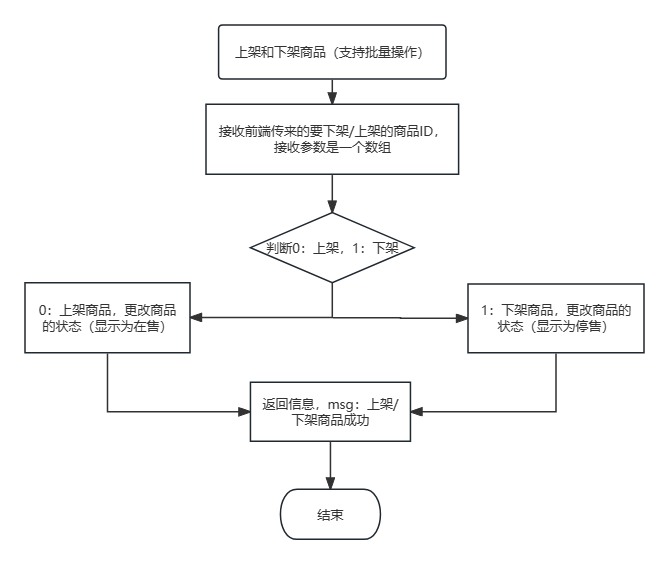 上架和下架商品（支持批量操作）
接收前端传来的要下架/上架的商品ID，
接收参数是一个数组
判断0：上架，1：下架
0：上架商品，更改商品
的状态（显示为在售）
1：下架商品，更改商品的
状态（显示为停售）
返回信息，msg：上架/
下架商品成功
结束